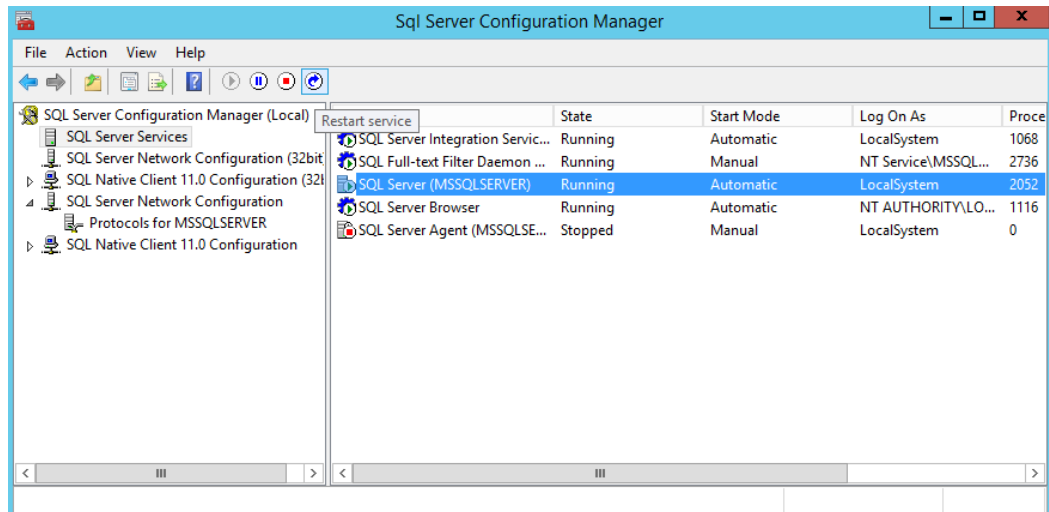 Sql Server Configuration Manager
File Action View Help
SQL Server Configuration Manager (Local)
SQL Server Services
SQL Server Network Configuration (32bit
SQL Native Client 11.0 Configuration (32b
SQL Server Network Configuration
Protocols for MSSQLSERVER
SQL Native Client 11.0 Configuration
Restart service
State Start Mode Log On As Proce
SQL Server Integration Servic... Running Automatic LocalSystem 1068
SQL Full-text Filter Daemon ... Running Manual NT Service\MSSQL... 2736
SQL Server (MSSQLSERVER) Running Automatic LocalSystem 2052
SQL Server Browser Running Automatic NT AUTHORITY\LO... 1116
SQL Server Agent (MSSQLSE... Stopped Manual LocalSystem 0